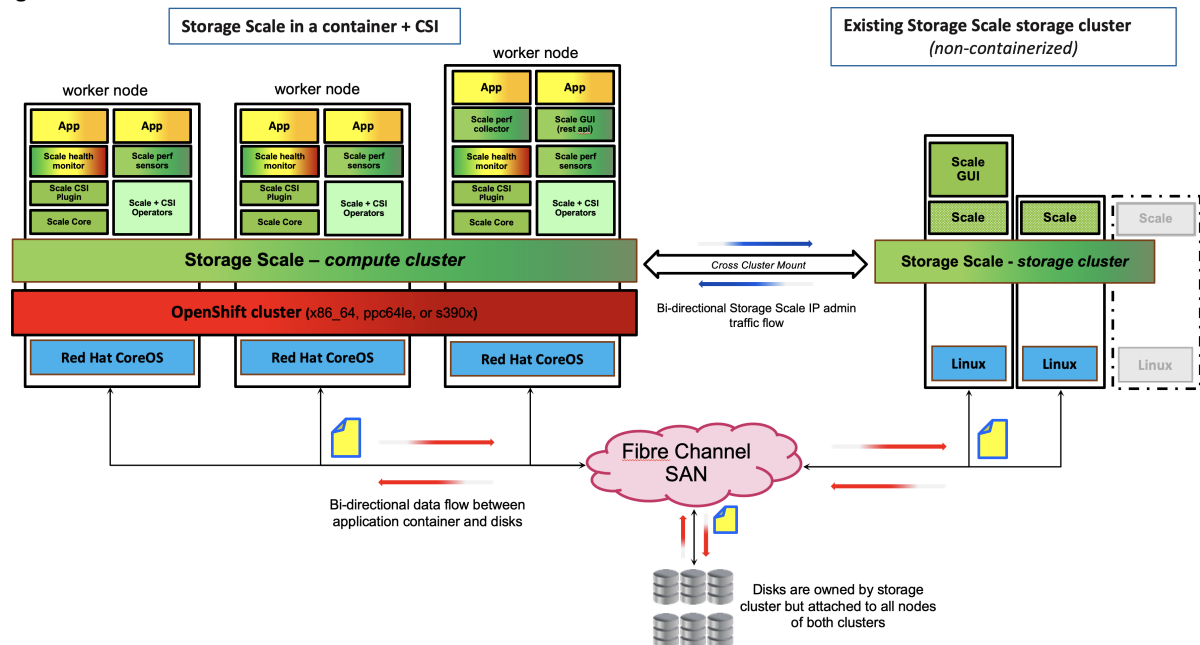 Storage Scale in a container + CSI
Existing Storage Scale storage cluster
(non-containerized)
worker node
App
App
Scale health
monitor
Scale perf
sensors
Scale CSI
Plugin
Scale + CSI
Operators
Scale Core
worker node
App
App
Scale health
monitor
Scale perf
sensors
Scale CSI
Plugin
Scale + CSI
Operators
Scale Core
worker node
App
App
Scale perf
collector
Scale GUI
(rest api)
Scale health
monitor
Scale perf
sensors
Scale CSI
Plugin
Scale + CSI
Operators
Scale Core
Scale
GUI
Scale
Scale
Scale
Storage Scale – compute cluster
Cross Cluster Mount
Storage Scale - storage cluster
Bi-directional Storage Scale IP admin
traffic flow
OpenShift cluster (x86_64, ppc64le, or s390x)
Red Hat CoreOS
Red Hat CoreOS
Red Hat CoreOS
Linux
Linux
Linux
Fibre Channel
SAN
Bi-directional data flow between
application container and disks
Disks are owned by storage
cluster but attached to all nodes
of both clusters